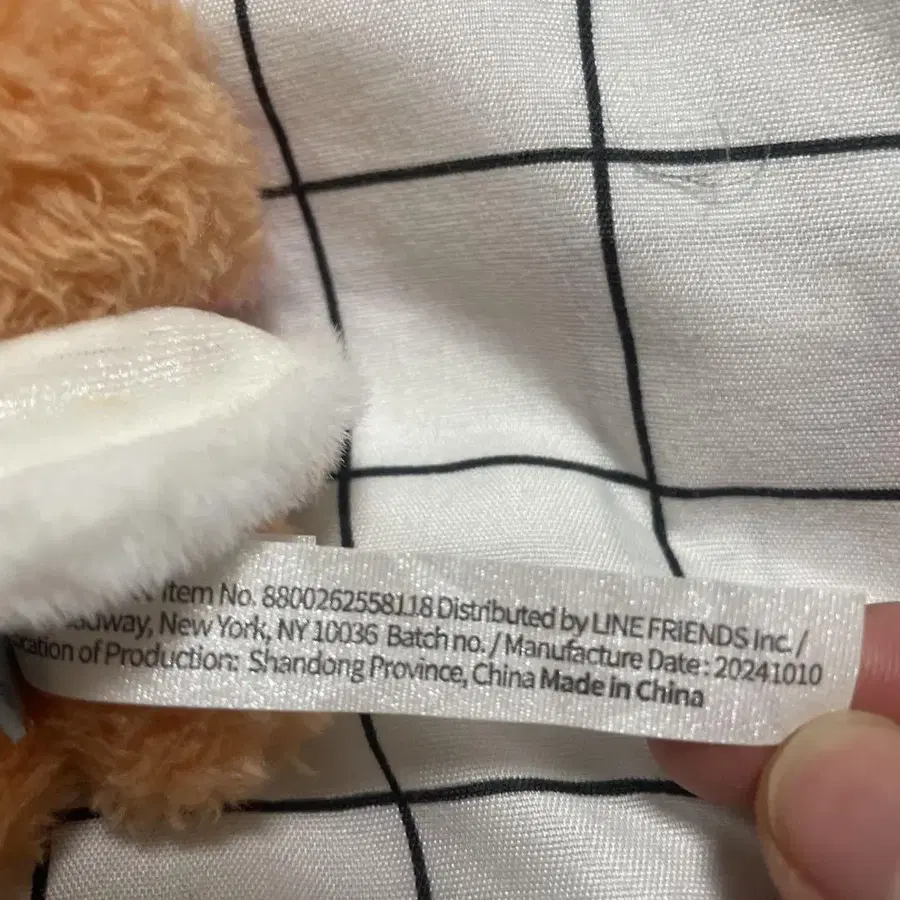 Item No. 8800262558118 Distributed by LINE FRIENDS Inc. /
New York, NY 10036 Batch no. / Manufacture Date: 20241010
of Production: Shandong Province, China Made in China